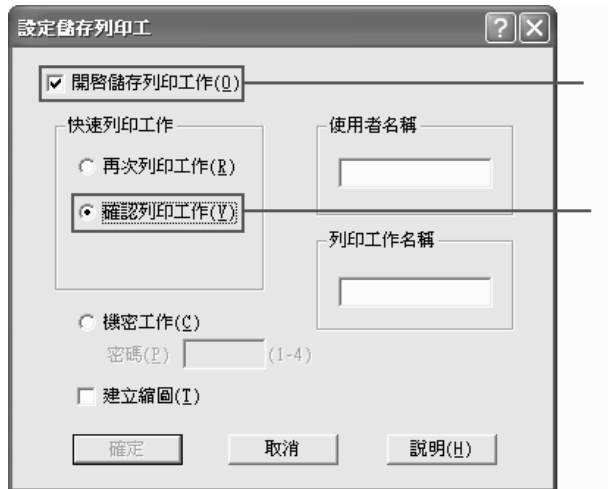 設定儲存列印工
開啓儲存列印工作(O)
快速列印工作
再次列印工作(R)
確認列印工作(V)
使用者名稱
列印工作名稱
機密工作(C)
密碼(P) (1-4)
建立縮圖(I)
確定 取消 說明(H)